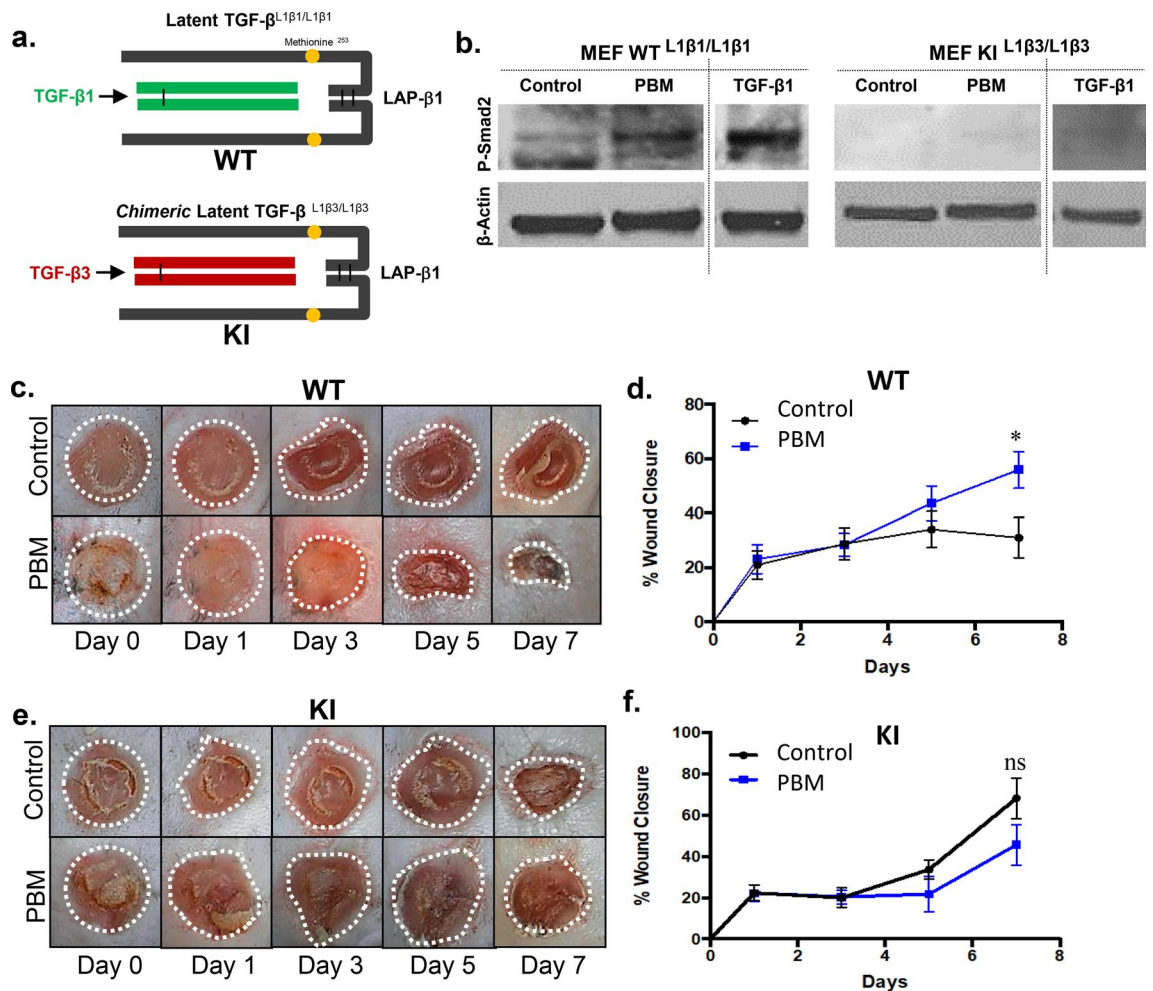 a.
Latent TGF-β L1β1/L1β1
Methionine 253
TGF-β1
LAP-β1
WT
Chimeric Latent TGF-β L1β3/L1β3
TGF-β3
LAP-β1
KI
b.
MEF WT L1β1/L1β1
MEF KI L1β3/L1β3
Control PBM TGF-β1
Control PBM TGF-β1
P-Smad2
β-Actin
c.
WT
Control
PBM
Day 0 Day 1 Day 3 Day 5 Day 7
d.
WT
Control
PBM
*
% Wound Closure
80
60
40
20
0
0 2 4 6 8
Days
e.
KI
Control
PBM
Day 0 Day 1 Day 3 Day 5 Day 7
f.
KI
Control
PBM
ns
% Wound Closure
100
80
60
40
20
0
0 2 4 6 8
Days